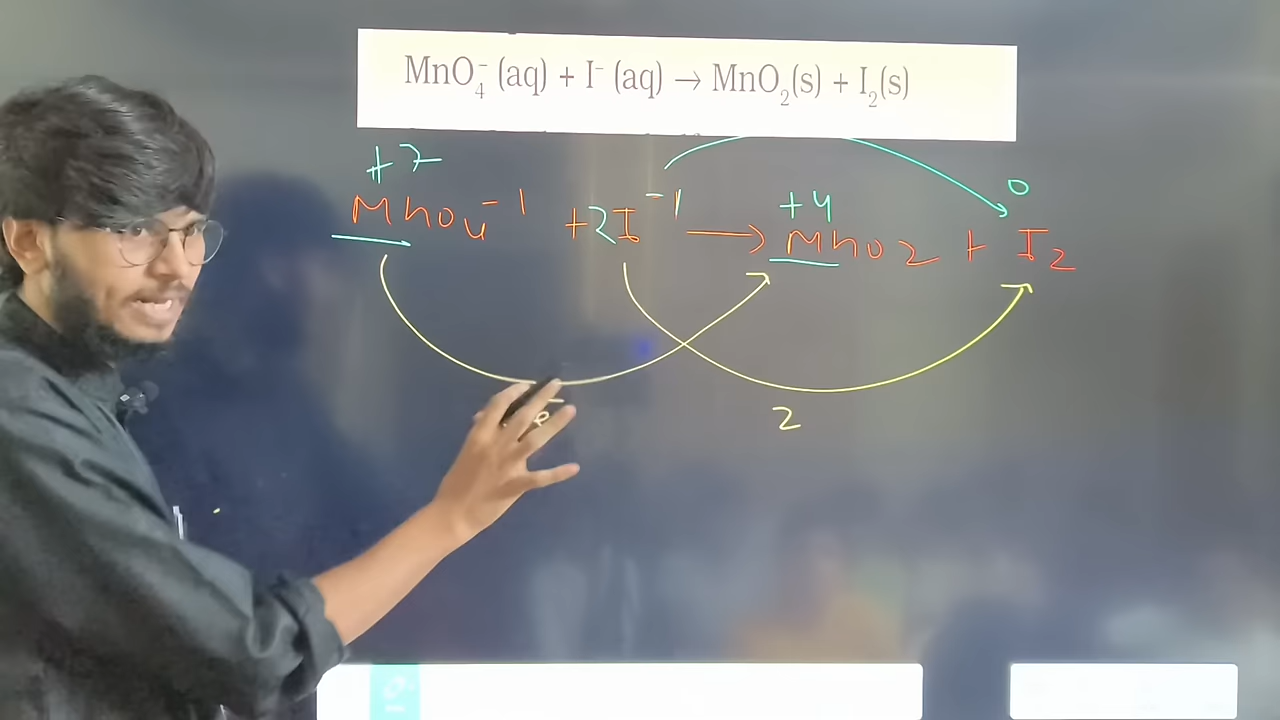 MnO₄⁻ (aq) + I⁻ (aq) → MnO₂(s) + I₂(s)
+7 -1 +4 0
MnO₄⁻¹ + 2I → MnO₂ + I₂
2